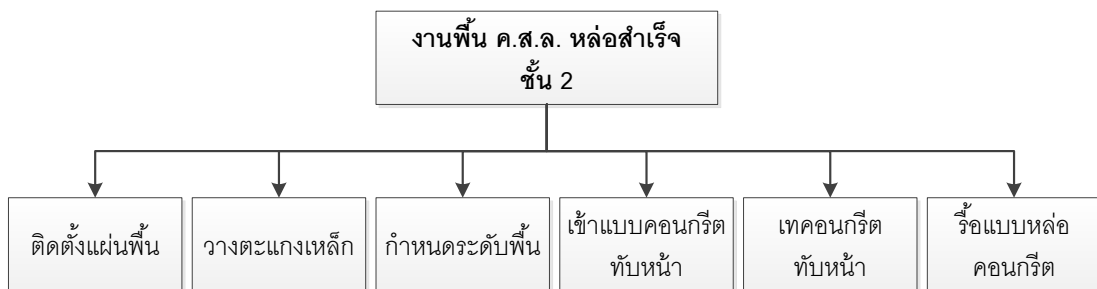 งานพื้น ค.ส.ล. หล่อสำเร็จ
ชั้น 2
ติดตั้งแผ่นพื้น
วางตะแกงเหล็ก
กำหนดระดับพื้น
เข้าแบบคอนกรีต
ทับหน้า
เทคอนกรีต
ทับหน้า
รื้อแบบหล่อ
คอนกรีต